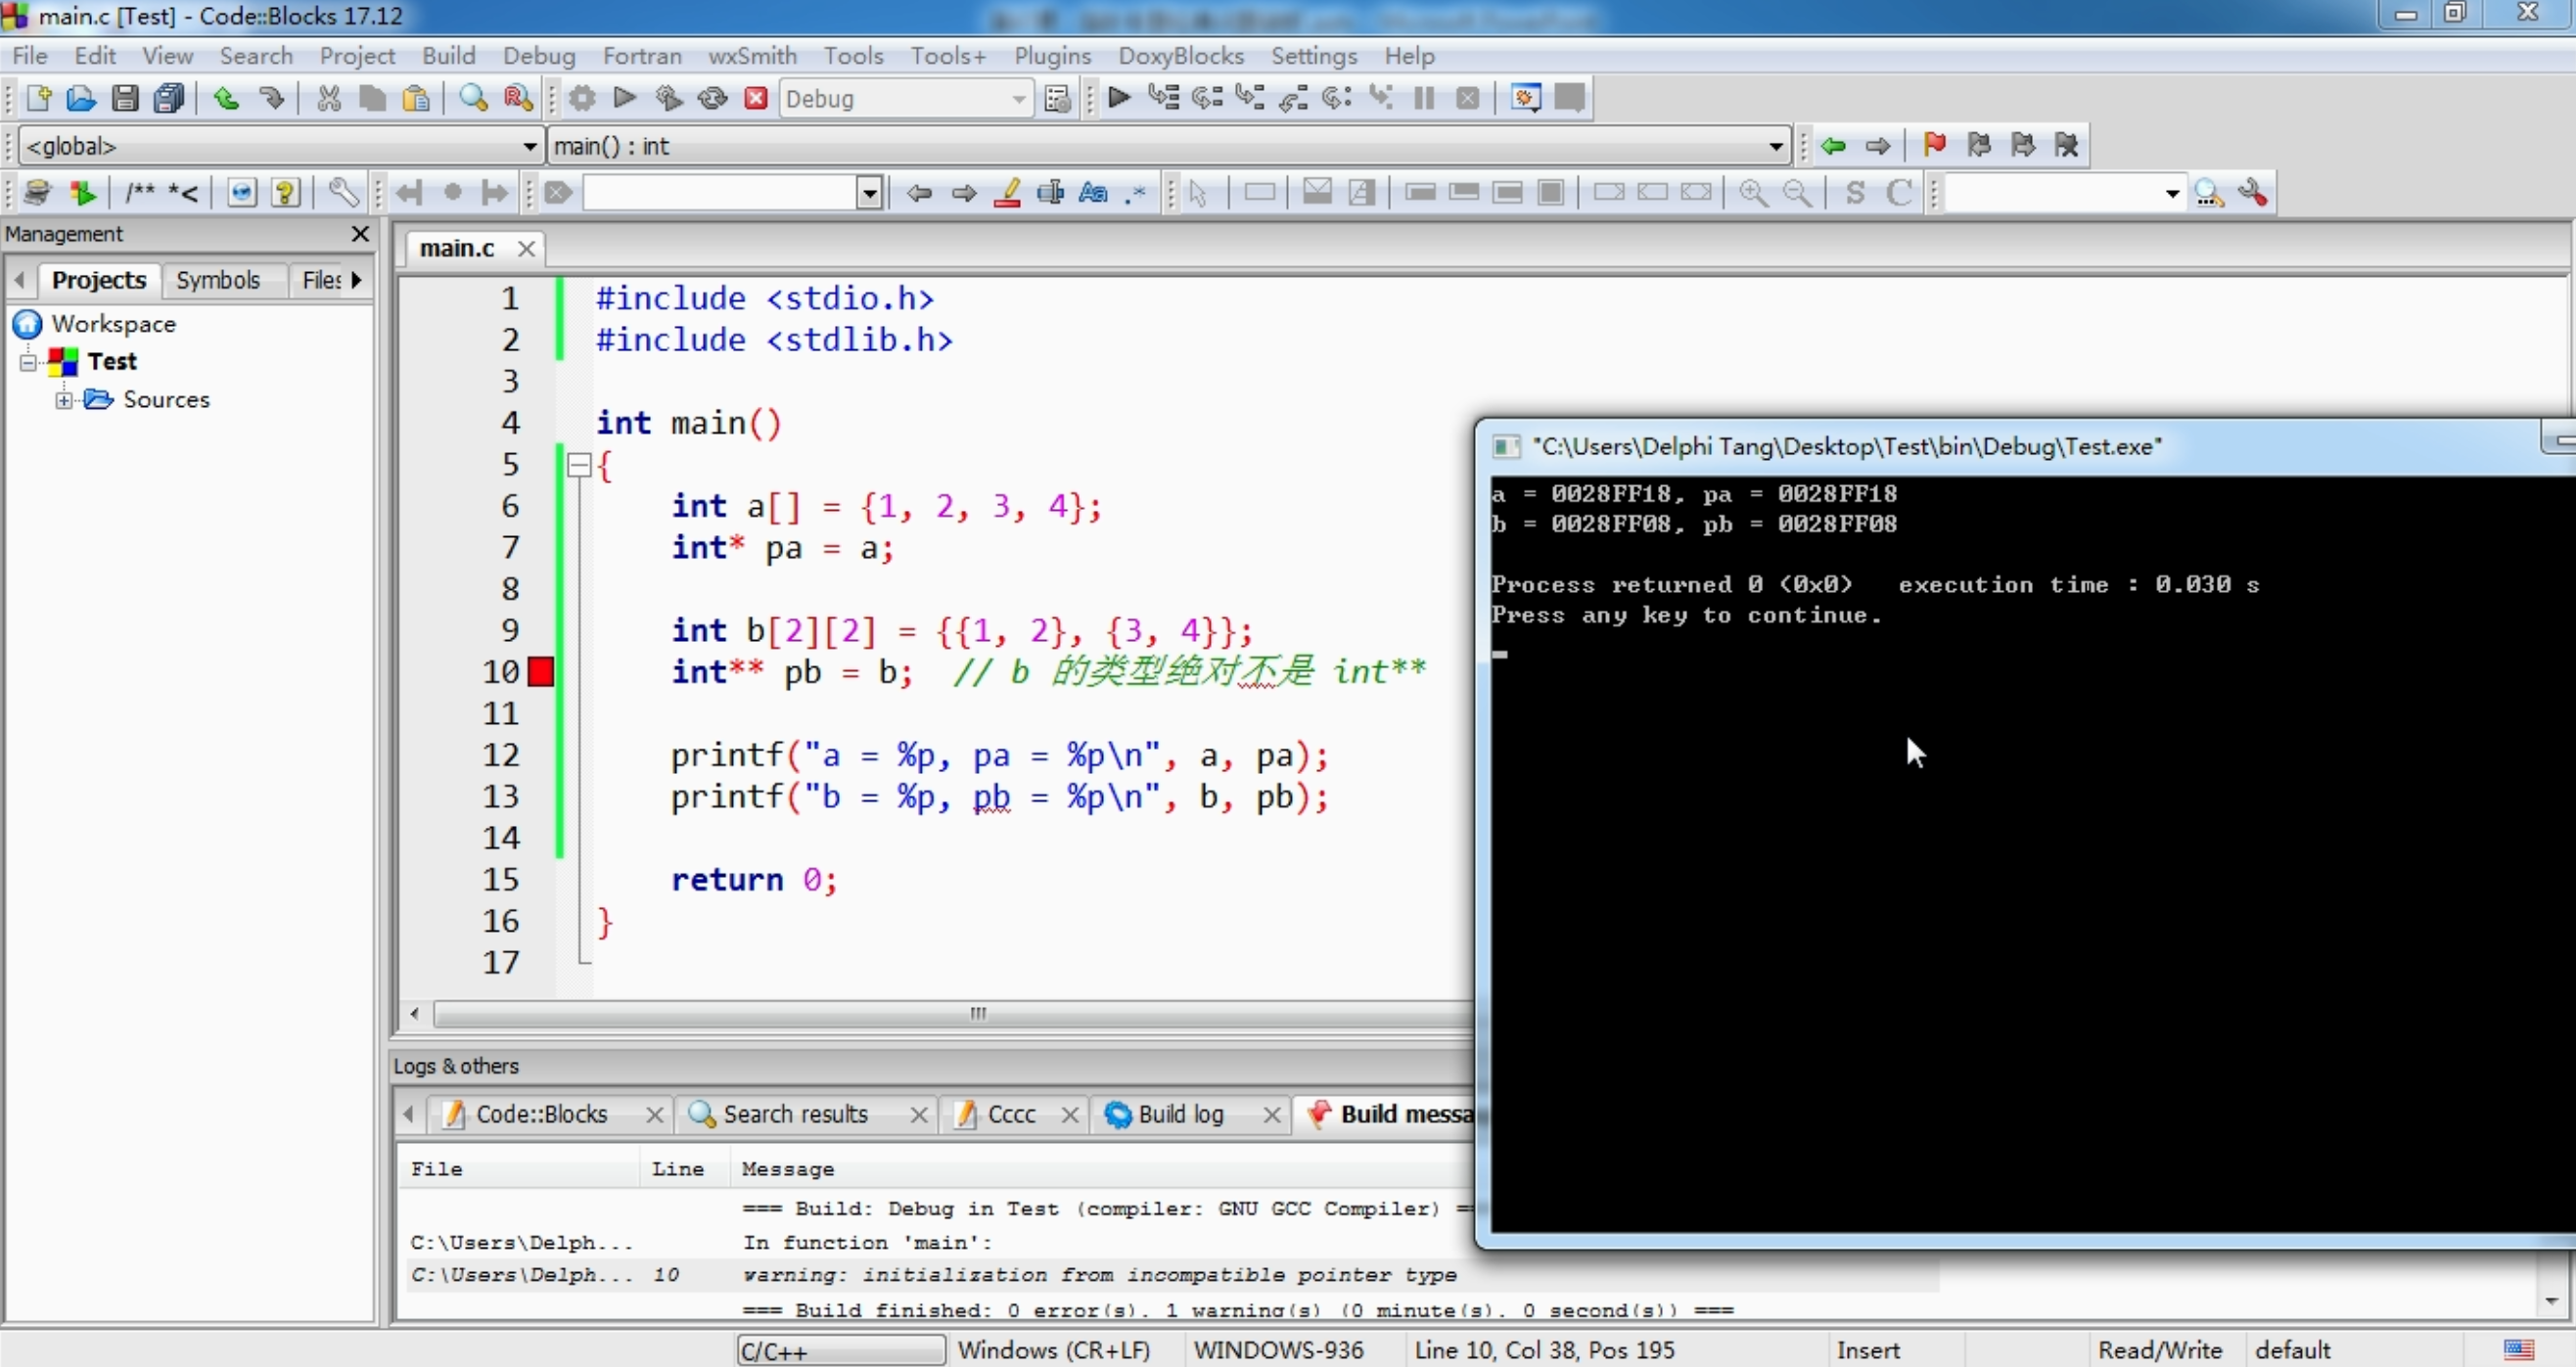 main.c [Test] - Code::Blocks 17.12
File Edit View Search Project Build Debug Fortran wxSmith Tools Tools+ Plugins DoxyBlocks Settings Help
Debug
<global> main() : int
/** *<
Management
Projects Symbols Files
Workspace
Test
Sources
main.c
1 #include <stdio.h>
2 #include <stdlib.h>
3
4 int main()
5 {
6 int a[] = {1, 2, 3, 4};
7 int* pa = a;
8
9 int b[2][2] = {{1, 2}, {3, 4}};
10 int** pb = b; // b 的类型绝对不是 int**
11
12 printf("a = %p, pa = %p\n", a, pa);
13 printf("b = %p, pb = %p\n", b, pb);
14
15 return 0;
16 }
17
"C:\Users\Delphi Tang\Desktop\Test\bin\Debug\Test.exe"
a = 0028FF18, pa = 0028FF18
b = 0028FF08, pb = 0028FF08
Process returned 0 (0x0) execution time : 0.030 s
Press any key to continue.
Logs & others
Code::Blocks Search results Cccc Build log Build messa
File Line Message
=== Build: Debug in Test (compiler: GNU GCC Compiler) ==
C:\Users\Delph... In function 'main':
C:\Users\Delph... 10 warning: initialization from incompatible pointer type
=== Build finished: 0 error(s), 1 warning(s) (0 minute(s), 0 second(s)) ===
C/C++ Windows (CR+LF) WINDOWS-936 Line 10, Col 38, Pos 195 Insert Read/Write default